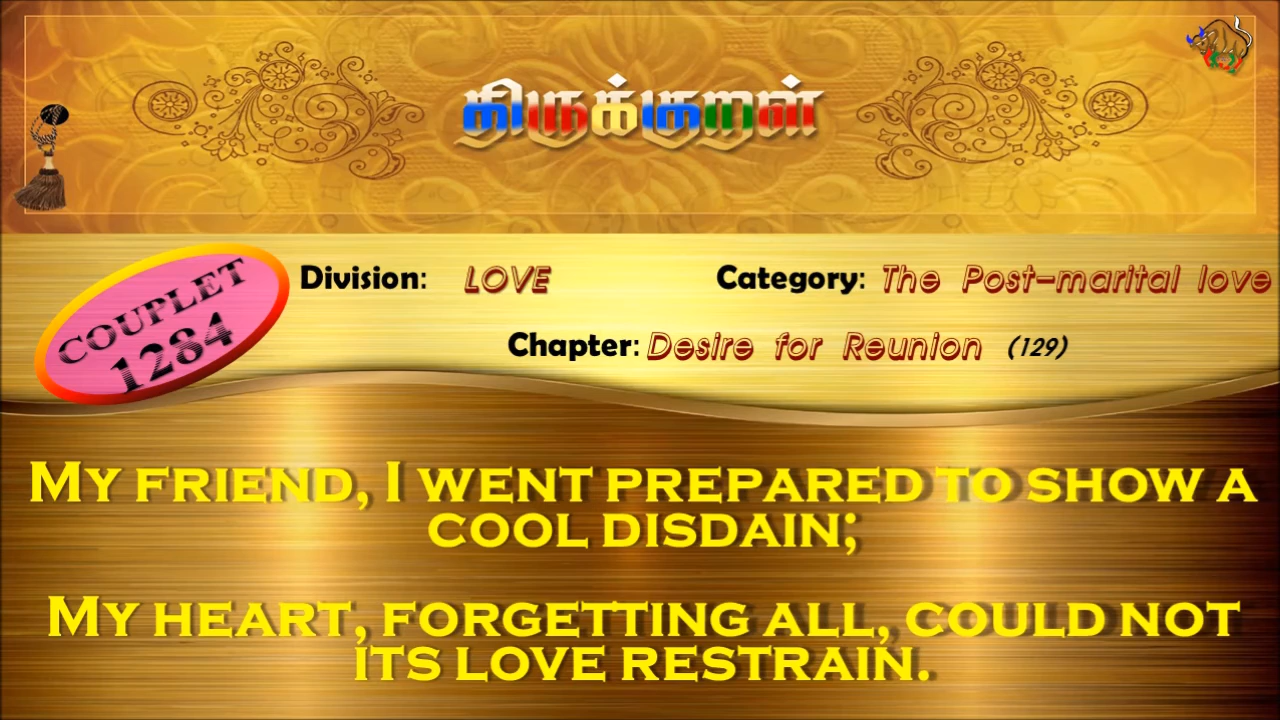 திருக்குறள்
COUPLET
1284
Division: LOVE
Category: The Post-marital love
Chapter: Desire for Reunion (129)
MY FRIEND, I WENT PREPARED TO SHOW A
COOL DISDAIN;
MY HEART, FORGETTING ALL, COULD NOT
ITS LOVE RESTRAIN.